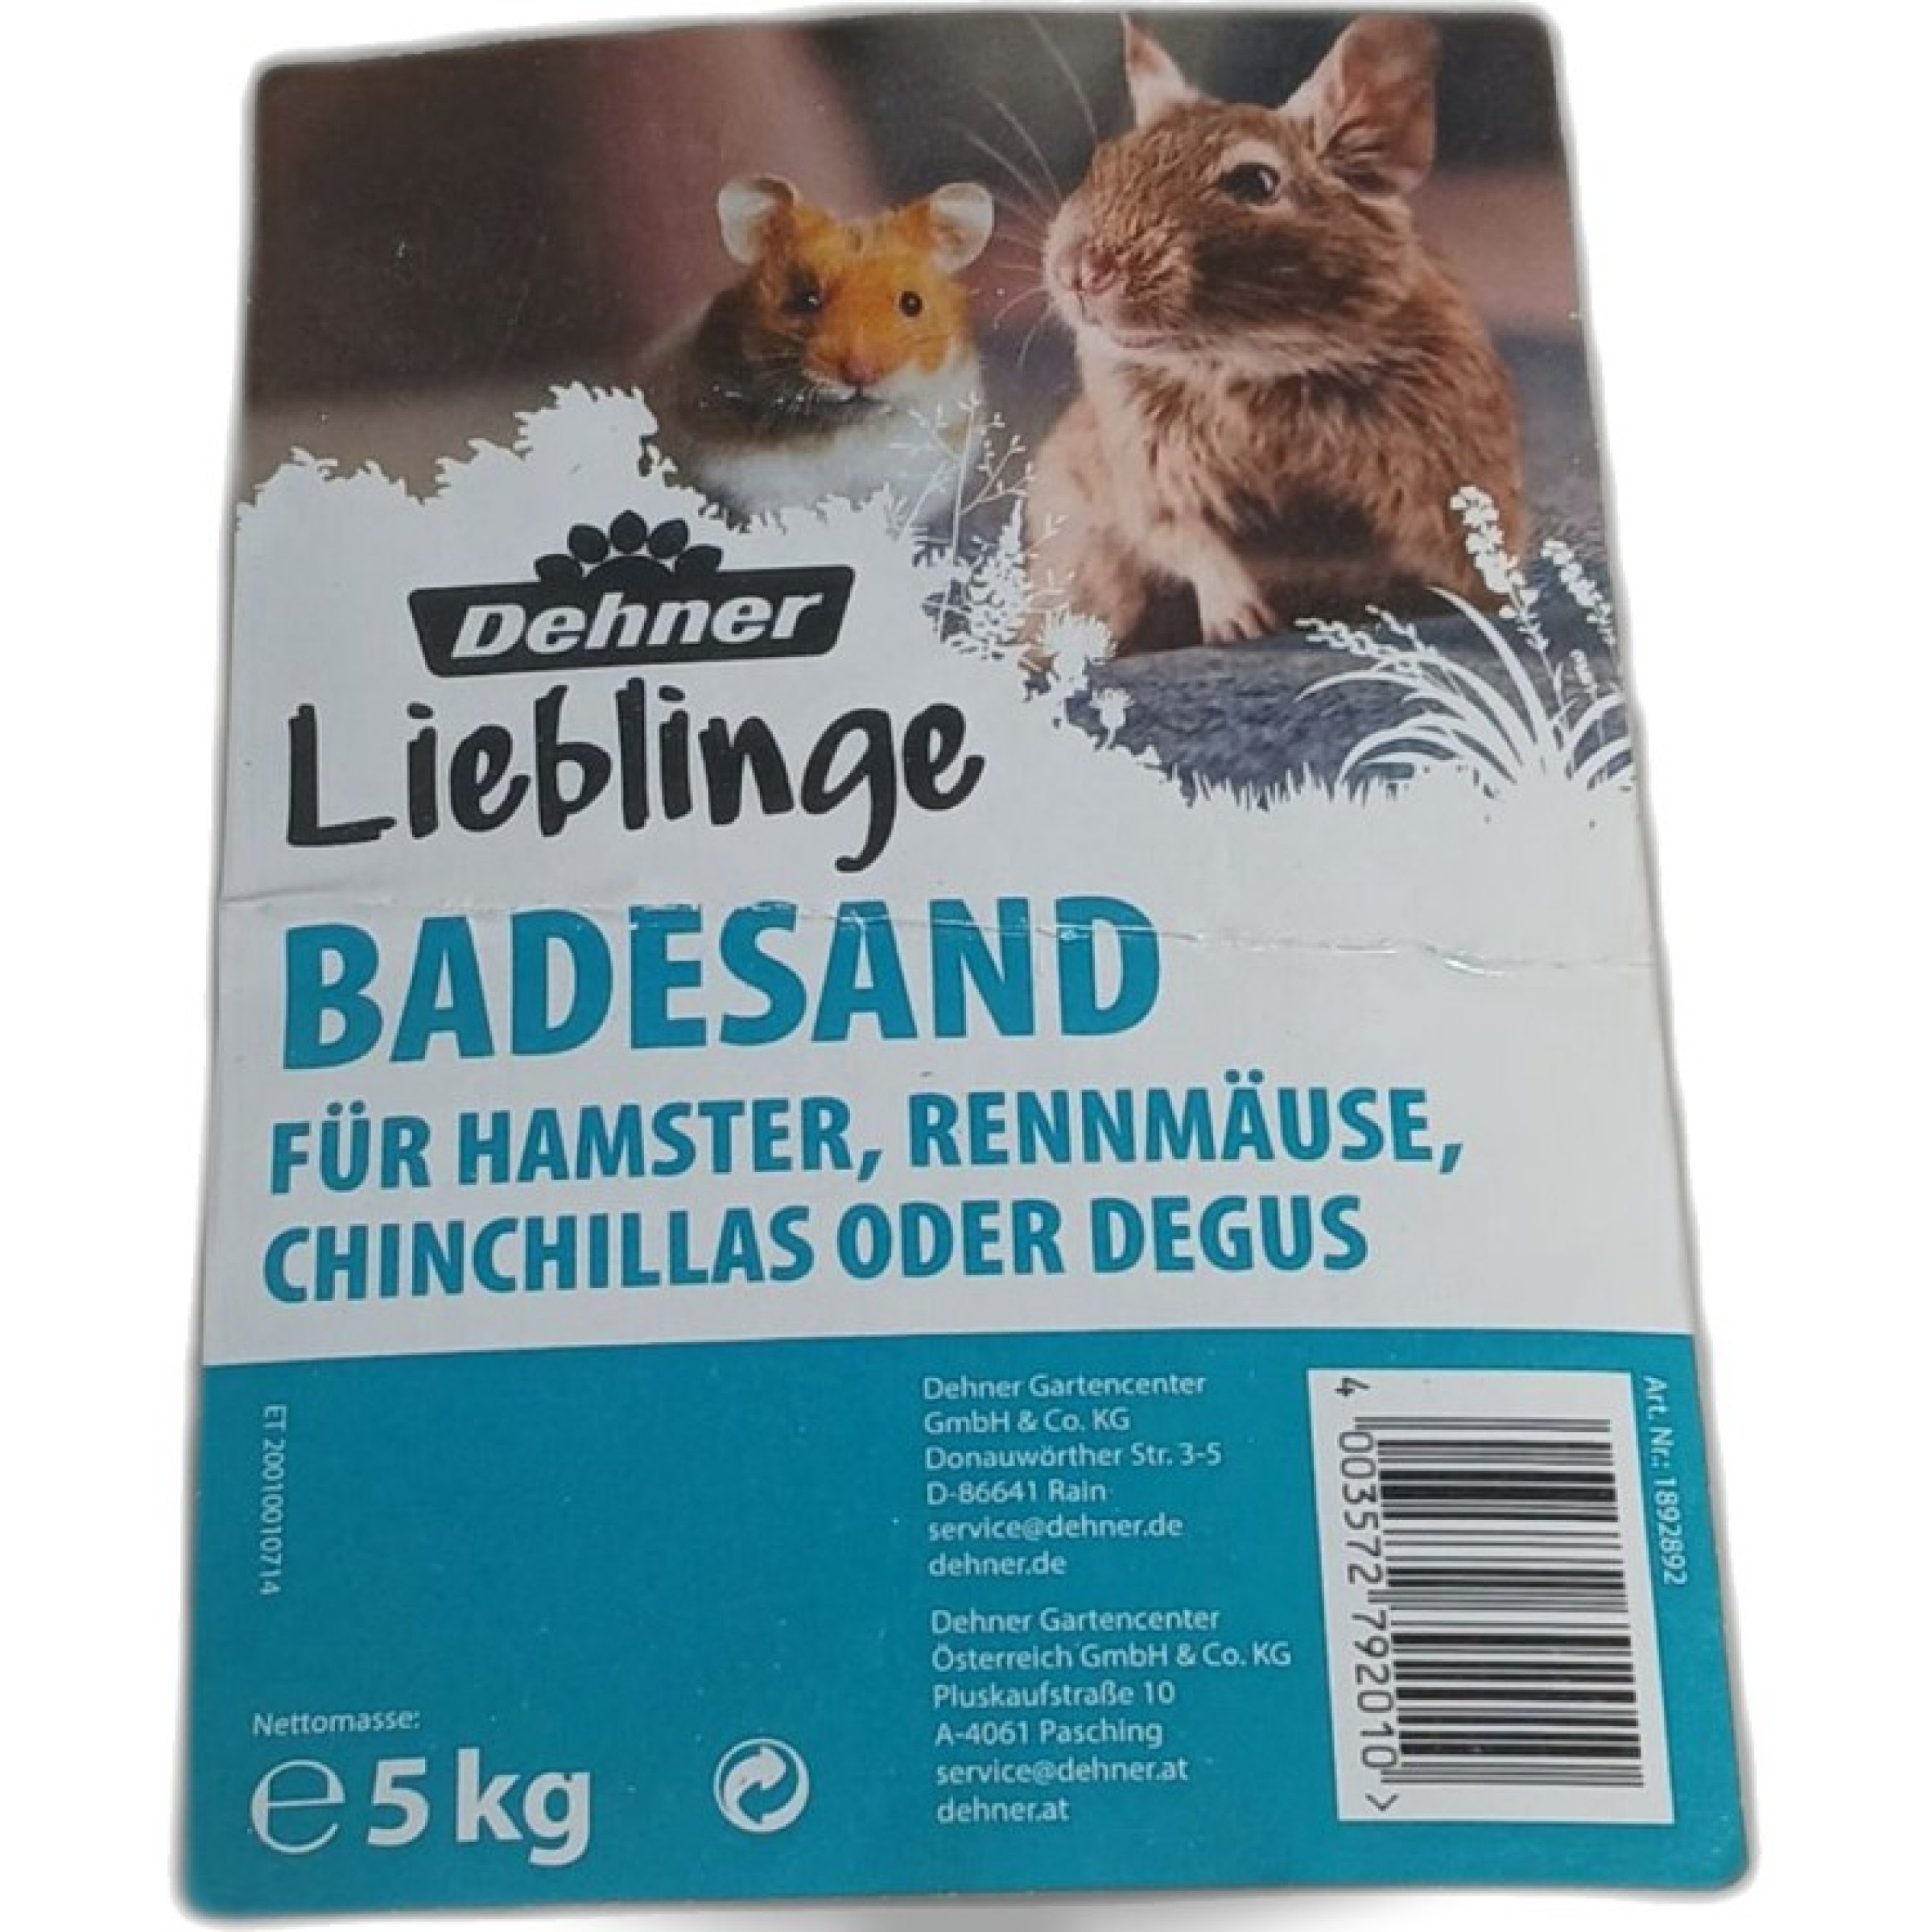 Dehner
Lieblinge
BADESAND
FÜR HAMSTER, RENNMÄUSE,
CHINCHILLAS ODER DEGUS
ET 2001001074
Nettomasse:
e 5 kg
Dehner Gartencenter
GmbH & Co. KG
Donauwörther Str. 3-5
D-86641 Rain
service@dehner.de
dehner.de
Dehner Gartencenter
Österreich GmbH & Co. KG
Pluskaufstraße 10
A-4061 Pasching
service@dehner.at
dehner.at
4 003572 792010 >
Art. Nr.: 1892892